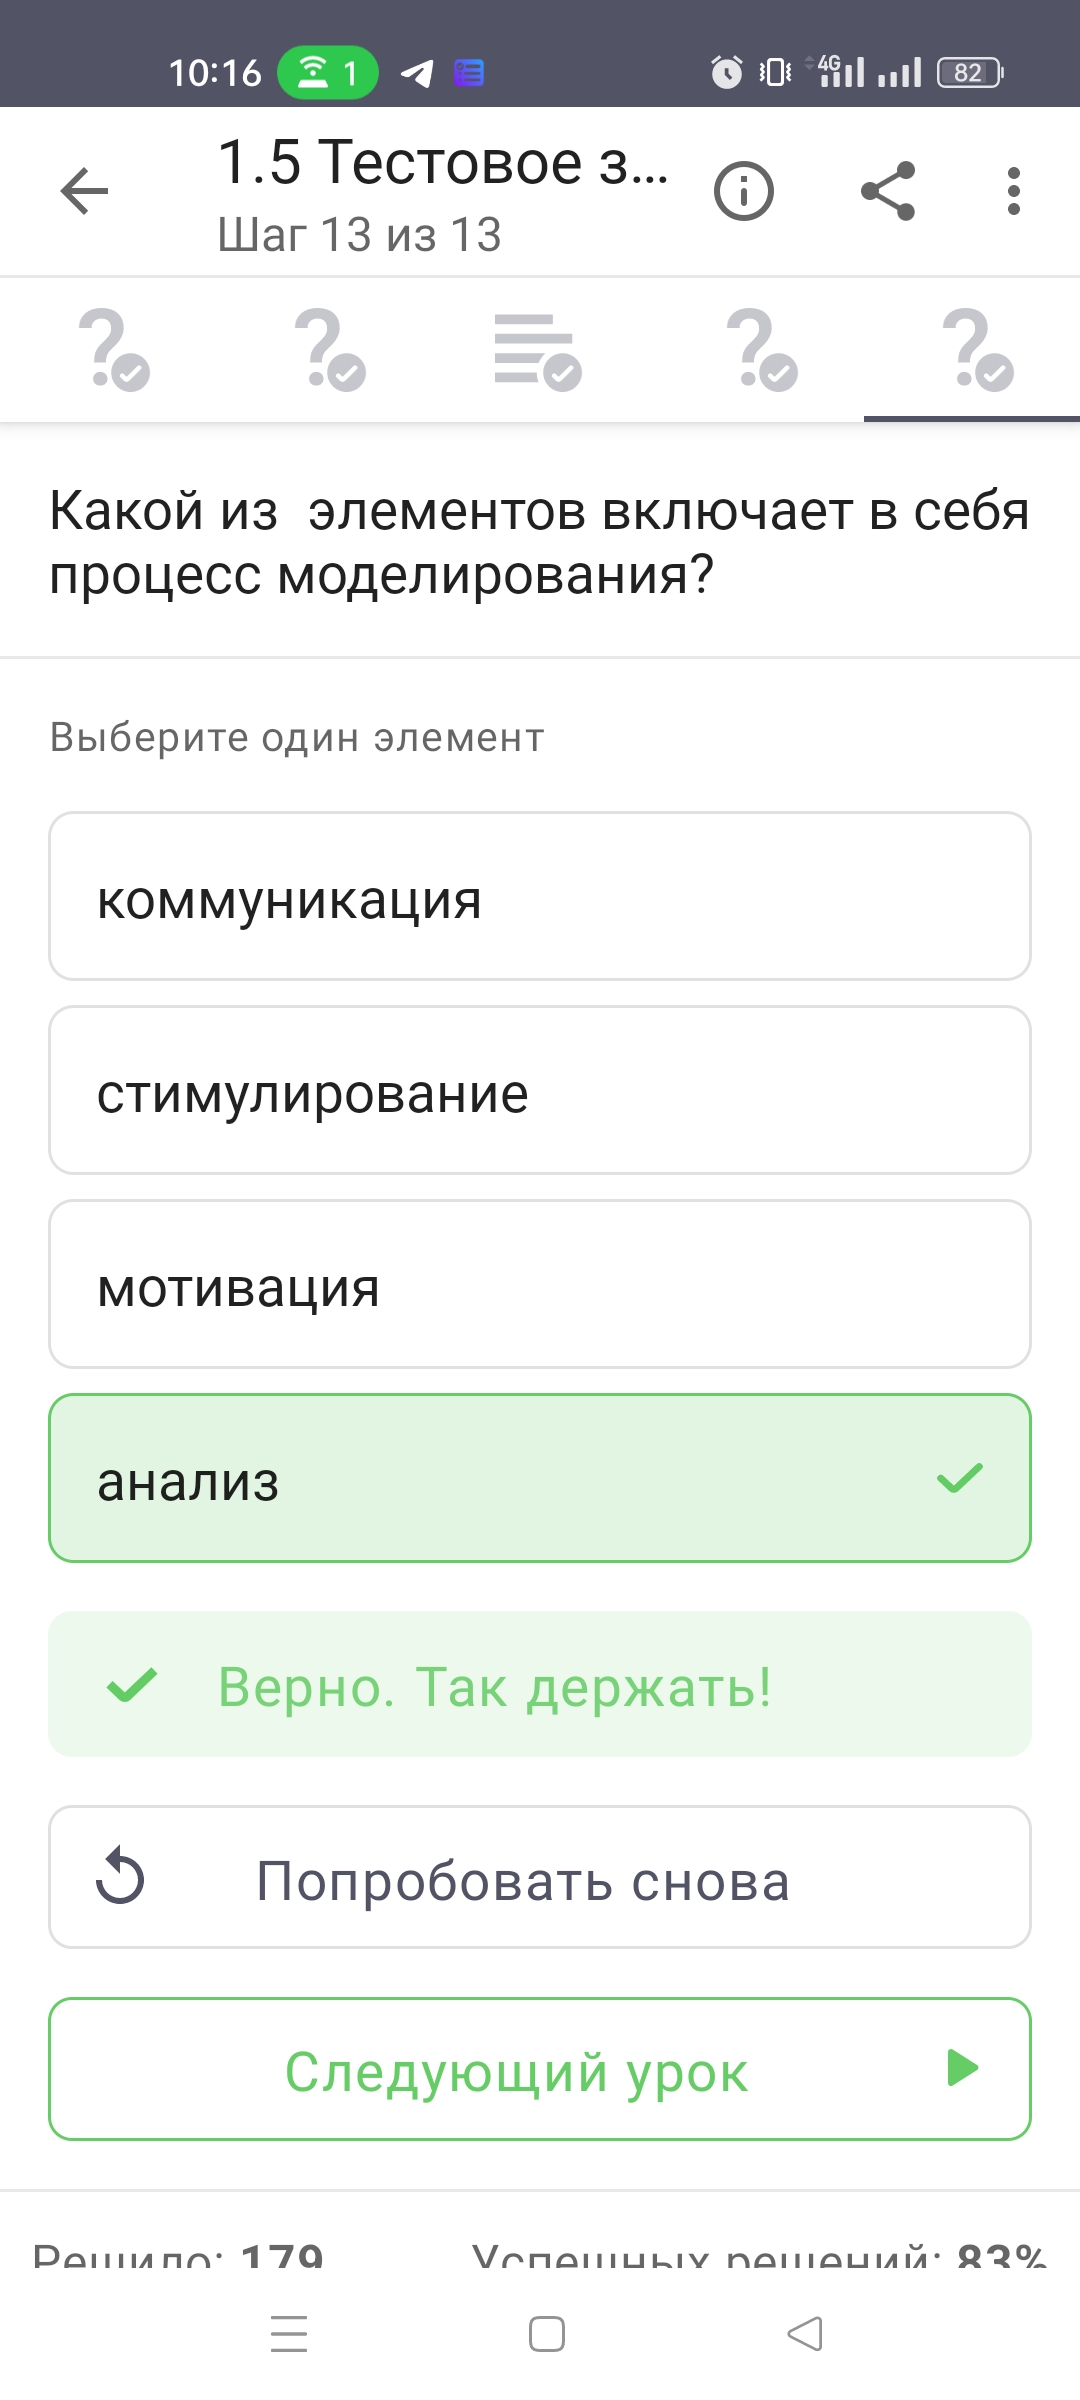 10:16 1 4G 82
1.5 Тестовое з...
Шаг 13 из 13
Какой из элементов включает в себя
процесс моделирования?
Выберите один элемент
коммуникация
стимулирование
мотивация
анализ
Верно. Так держать!
Попробовать снова
Следующий урок
Решило: 179 Успешных решений: 83%